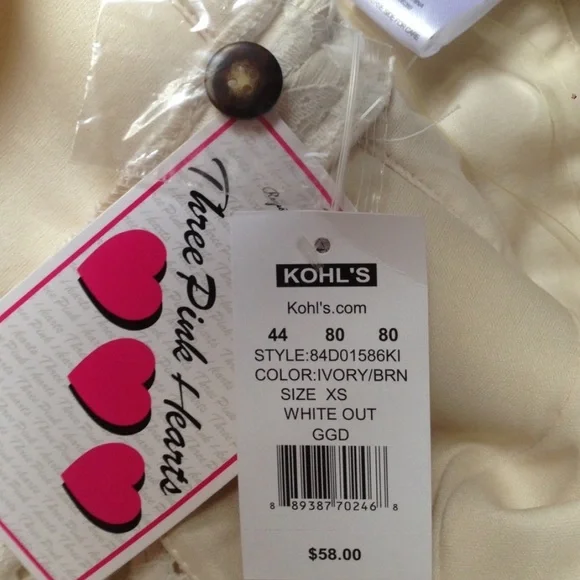 Three Pink Hearts
KOHL'S
Kohl's.com
44 80 80
STYLE:84D01586KI
COLOR:IVORY/BRN
SIZE XS
WHITE OUT
GGD
8 89387 70246 8
$58.00